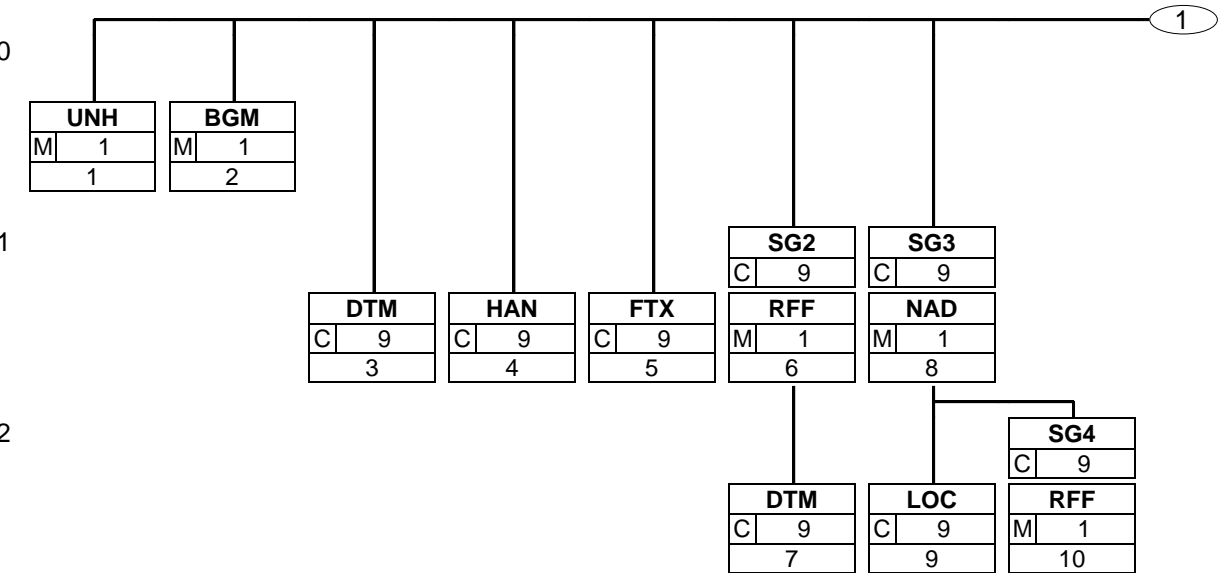 1
0
UNH BGM
M 1 M 1
1 2
1
SG2 SG3
C 9 C 9
DTM HAN FTX RFF NAD
C 9 C 9 C 9 M 1 M 1
3 4 5 6 8
2
SG4
C 9
DTM LOC RFF
C 9 C 9 M 1
7 9 10